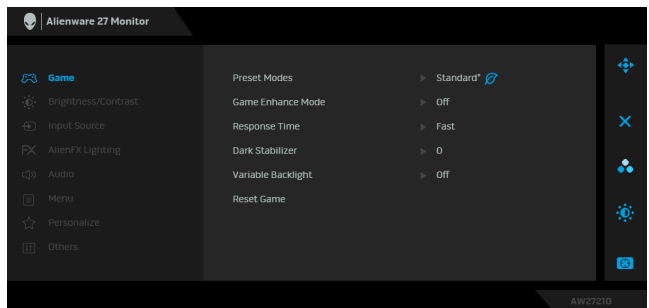 Alienware 27 Monitor
Game
Brightness/Contrast
Input Source
AlienFX Lighting
Audio
Menu
Personalize
Others
Preset Modes Standard*
Game Enhance Mode Off
Response Time Fast
Dark Stabilizer 0
Variable Backlight Off
Reset Game
AW2721D